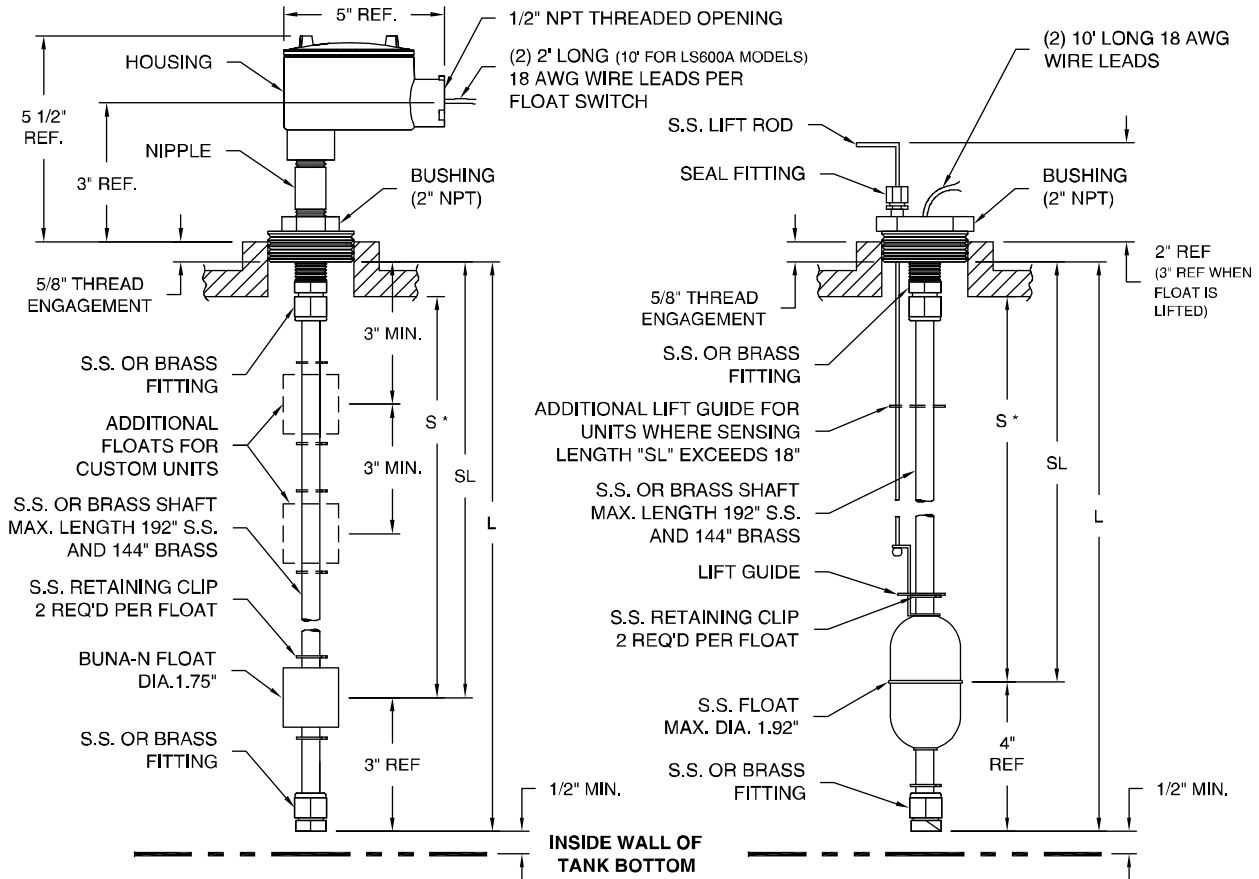 5" REF.
1/2" NPT THREADED OPENING
HOUSING
(2) 2' LONG (10' FOR LS600A MODELS)
18 AWG WIRE LEADS PER
FLOAT SWITCH
5 1/2"
REF.
3" REF.
NIPPLE
BUSHING
(2" NPT)
5/8" THREAD
ENGAGEMENT
3" MIN.
S.S. OR BRASS
FITTING
ADDITIONAL
FLOATS FOR
CUSTOM UNITS
3" MIN.
S *
SL
L
S.S. OR BRASS SHAFT
MAX. LENGTH 192" S.S.
AND 144" BRASS
S.S. RETAINING CLIP
2 REQ'D PER FLOAT
BUNA-N FLOAT
DIA.1.75"
S.S. OR BRASS
FITTING
3" REF
1/2" MIN.
(2) 10' LONG 18 AWG
WIRE LEADS
S.S. LIFT ROD
SEAL FITTING
BUSHING
(2" NPT)
2" REF
(3" REF WHEN
FLOAT IS
LIFTED)
5/8" THREAD
ENGAGEMENT
S.S. OR BRASS
FITTING
ADDITIONAL LIFT GUIDE FOR
UNITS WHERE SENSING
LENGTH "SL" EXCEEDS 18"
S *
SL
L
S.S. OR BRASS SHAFT
MAX. LENGTH 192" S.S.
AND 144" BRASS
LIFT GUIDE
S.S. RETAINING CLIP
2 REQ'D PER FLOAT
S.S. FLOAT
MAX. DIA. 1.92"
4"
REF
S.S. OR BRASS
FITTING
1/2" MIN.
INSIDE WALL OF
TANK BOTTOM